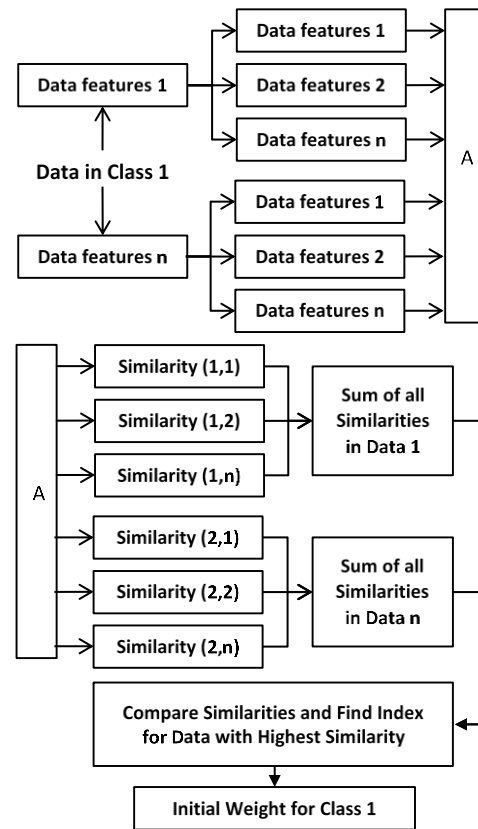 Data features 1
Data features 1
Data features 2
Data features n
A
Data in Class 1
Data features n
Data features 1
Data features 2
Data features n
A
Similarity (1,1)
Similarity (1,2)
Similarity (1,n)
Sum of all
Similarities
in Data 1
Similarity (2,1)
Similarity (2,2)
Similarity (2,n)
Sum of all
Similarities
in Data n
Compare Similarities and Find Index
for Data with Highest Similarity
Initial Weight for Class 1